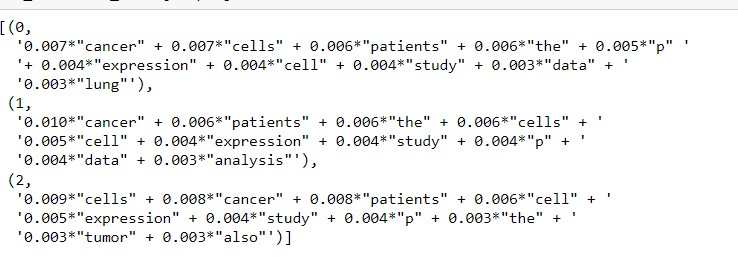 [(0,
'0.007*"cancer" + 0.007*"cells" + 0.006*"patients" + 0.006*"the" + 0.005*"p" '
'+ 0.004*"expression" + 0.004*"cell" + 0.004*"study" + 0.003*"data" + '
'0.003*"lung"'),
(1,
'0.010*"cancer" + 0.006*"patients" + 0.006*"the" + 0.006*"cells" + '
'0.005*"cell" + 0.004*"expression" + 0.004*"study" + 0.004*"p" + '
'0.004*"data" + 0.003*"analysis"'),
(2,
'0.009*"cells" + 0.008*"cancer" + 0.008*"patients" + 0.006*"cell" + '
'0.005*"expression" + 0.004*"study" + 0.004*"p" + 0.003*"the" + '
'0.003*"tumor" + 0.003*"also"')]